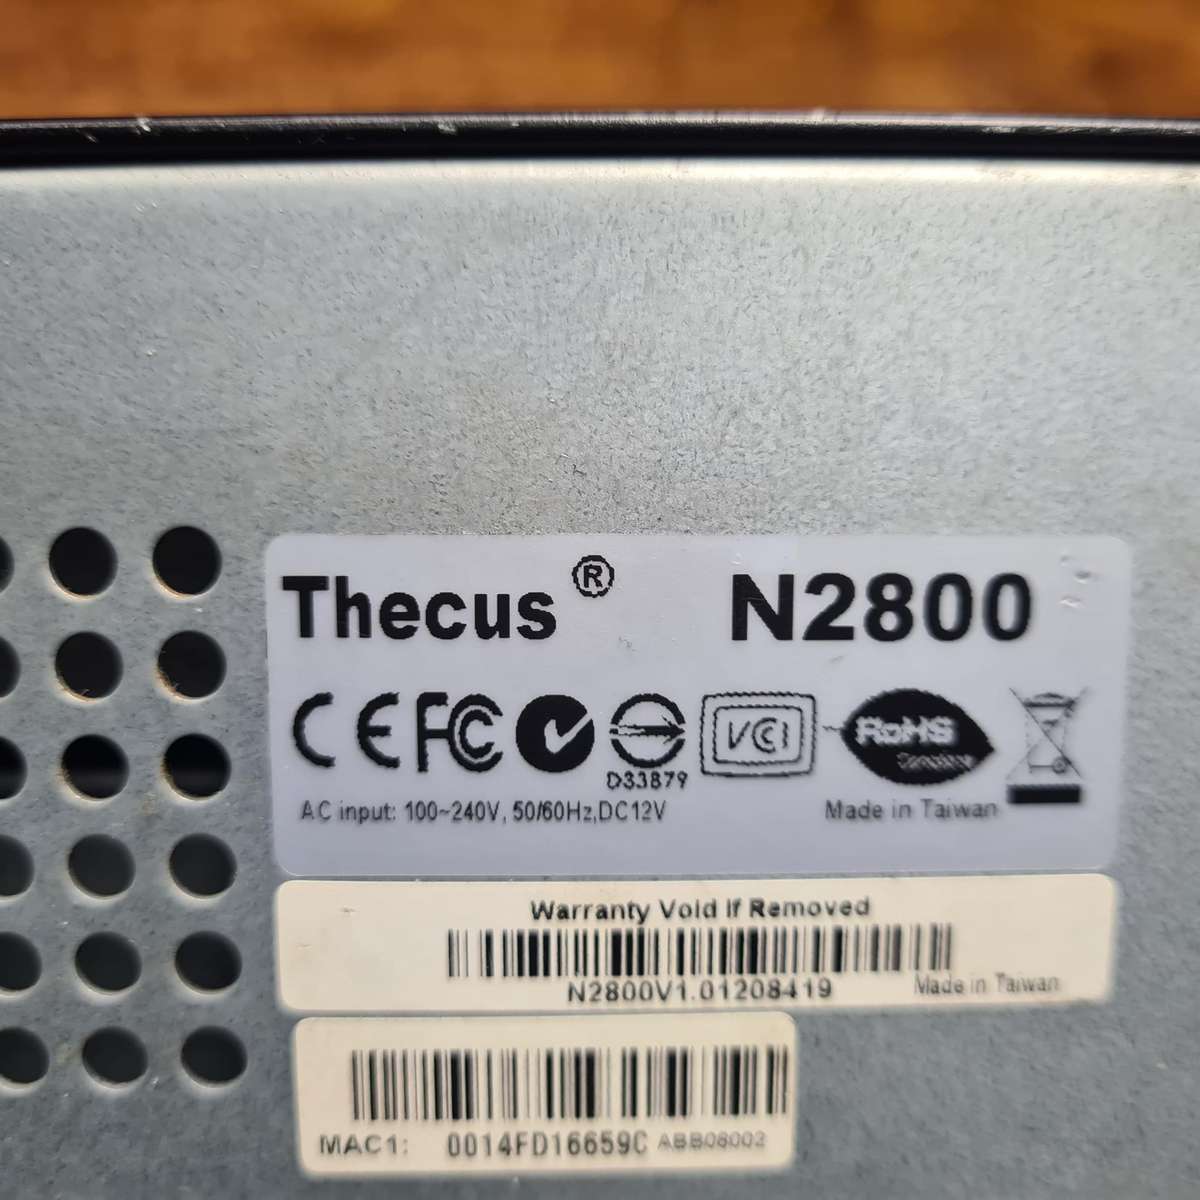 Thecus® N2800
CE FC VCCI RoHS
D33879
AC input: 100~240V, 50/60Hz,DC12V Made in Taiwan
Warranty Void If Removed
N2800V1.01208419 Made in Taiwan
MAC1: 0014FD16659C ABB08002